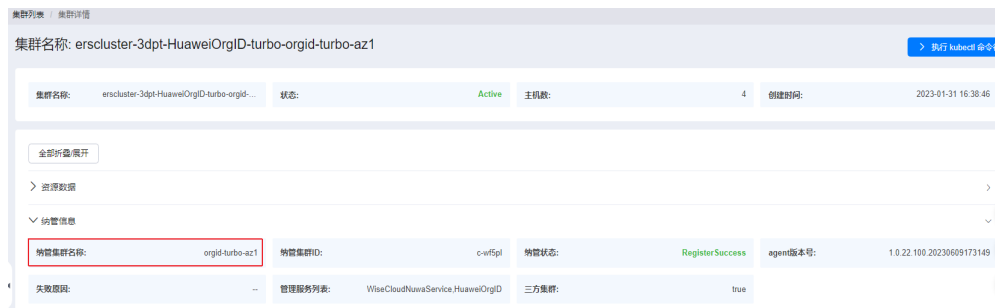 集群列表 / 集群详情
集群名称: erscluster-3dpt-HuaweiOrgID-turbo-orgid-turbo-az1
执行 kubectl 命令
集群名称: erscluster-3dpt-HuaweiOrgID-turbo-orgid-... 状态: Active 主机数: 4 创建时间: 2023-01-31 16:38:46
全部折叠/展开
资源数据
纳管信息
纳管集群名称: orgid-turbo-az1 纳管集群ID: c-wf5pl 纳管状态: RegisterSuccess agent版本号: 1.0.22.100.20230609173149
失败原因: -- 管理服务列表: WiseCloudNuwaService,HuaweiOrgID 三方集群: true